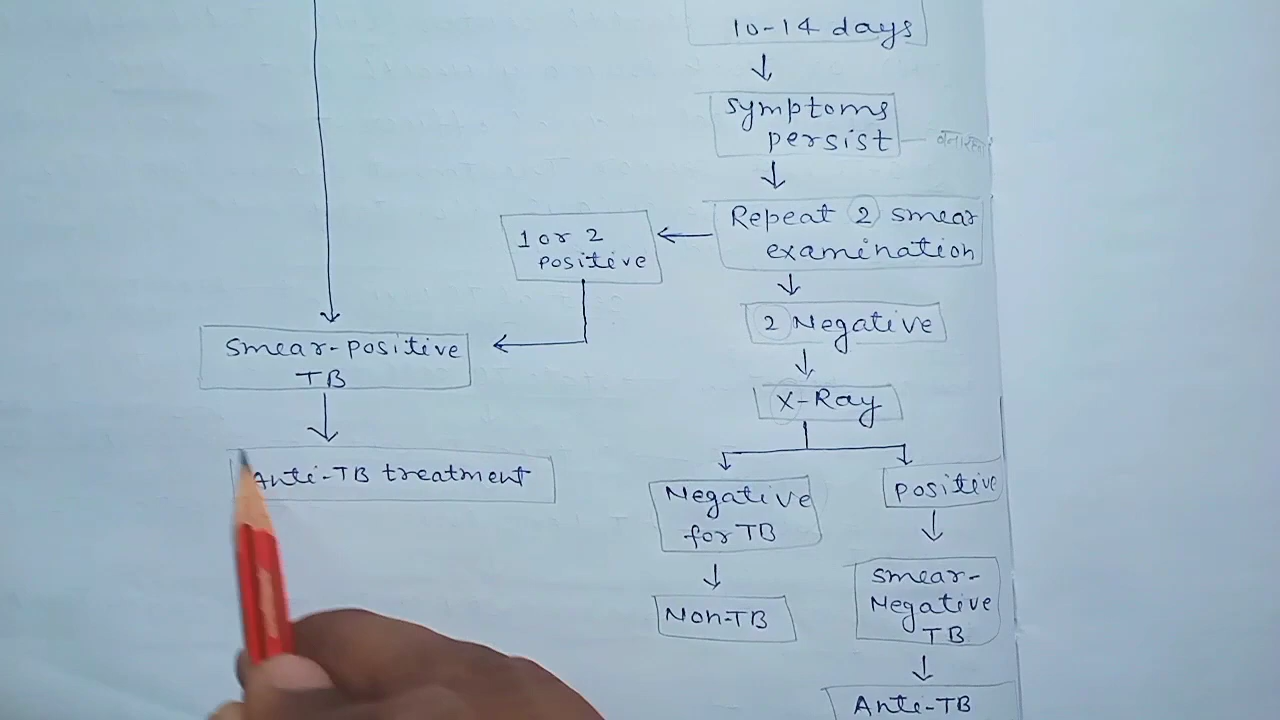 10-14 days
symptoms
persist
Repeat 2 smear
examination
1 or 2
positive
2 Negative
smear-positive
TB
X-Ray
Anti-TB treatment
Negative
for TB
positive
Non-TB
smear-
Negative
TB
Anti-TB